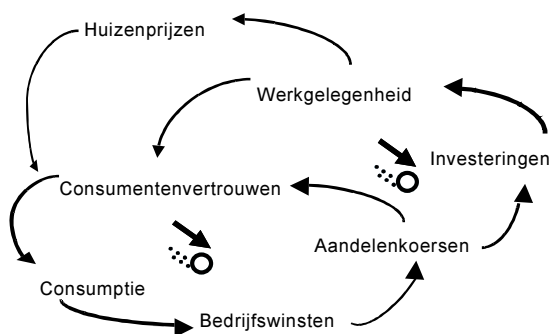 Huizenprijzen
Werkgelegenheid
Investeringen
Consumentenvertrouwen
Aandelenkoersen
Consumptie
Bedrijfswinsten